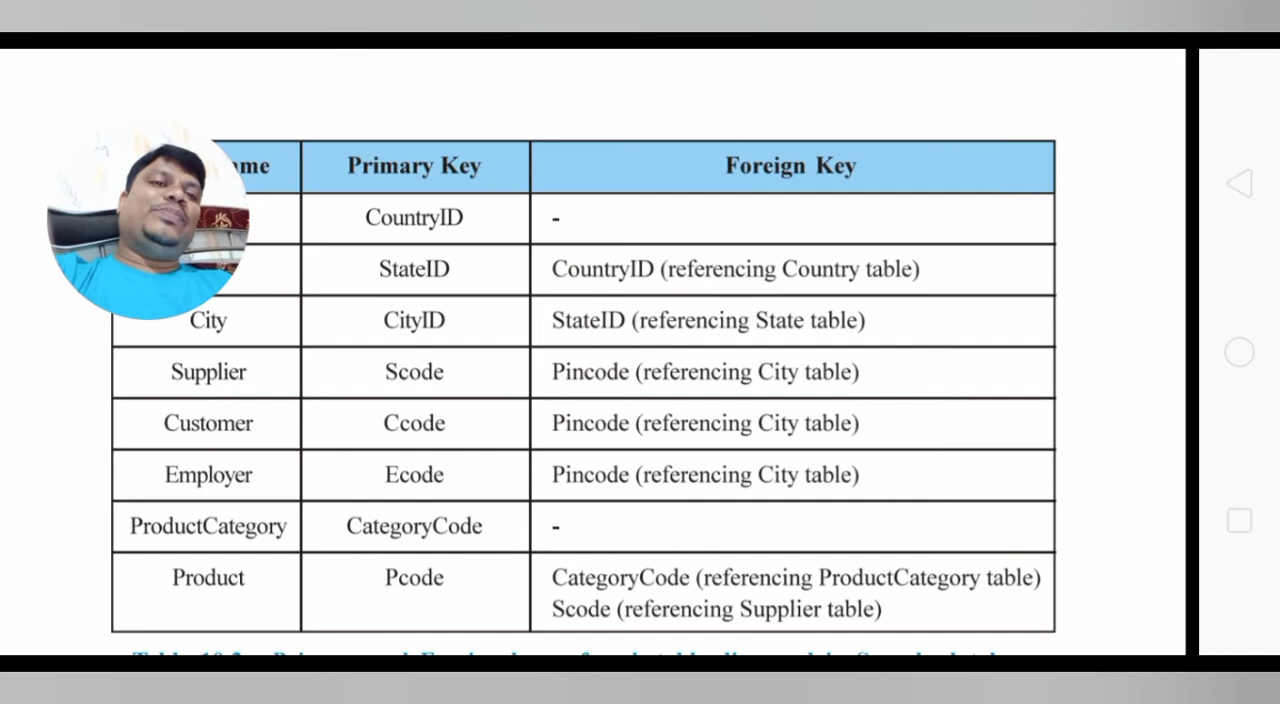 Primary Key Foreign Key
CountryID -
StateID CountryID (referencing Country table)
City CityID StateID (referencing State table)
Supplier Scode Pincode (referencing City table)
Customer Ccode Pincode (referencing City table)
Employer Ecode Pincode (referencing City table)
ProductCategory CategoryCode -
Product Pcode CategoryCode (referencing ProductCategory table)
Scode (referencing Supplier table)